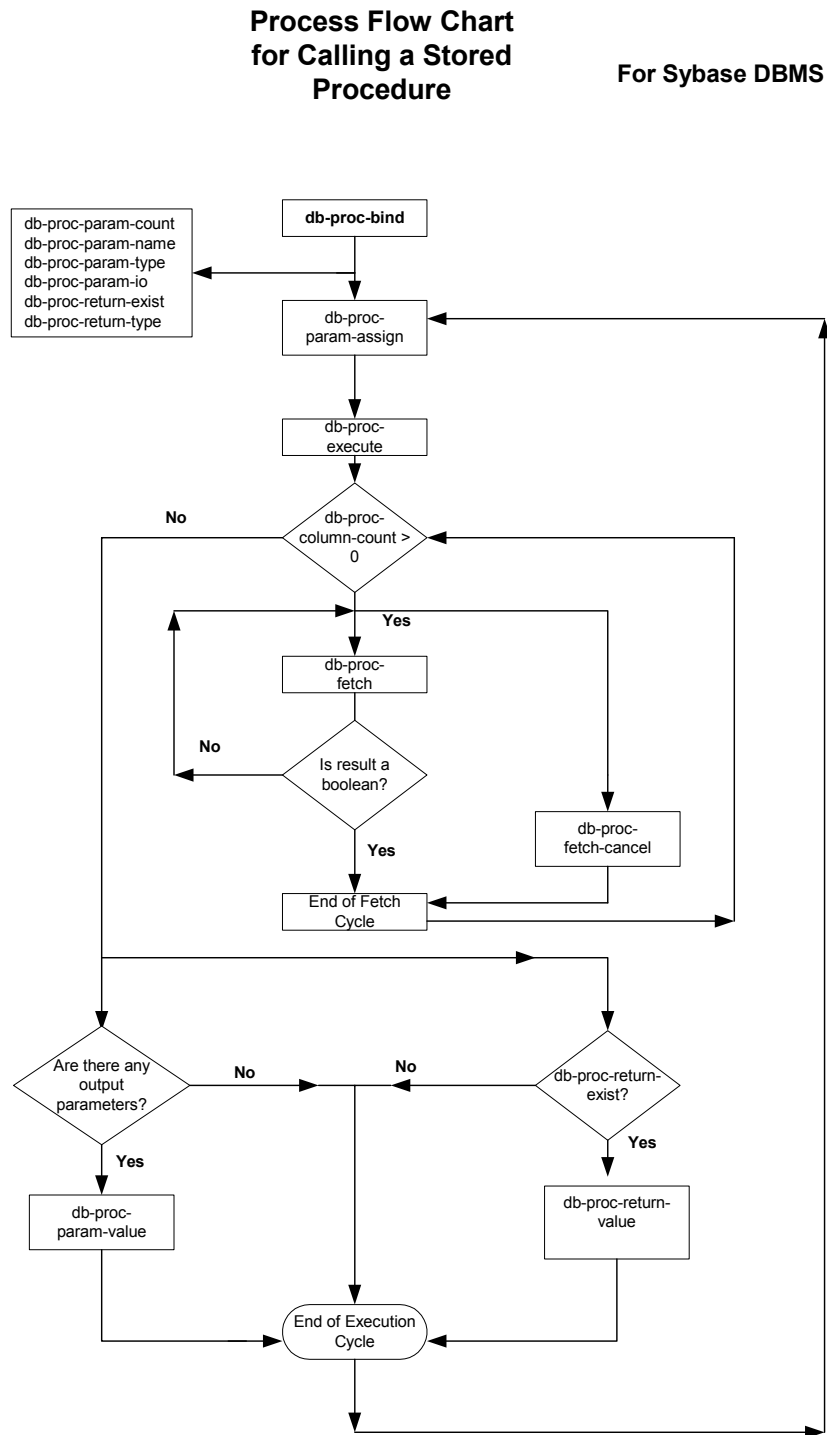 Process Flow Chart
for Calling a Stored
Procedure
For Sybase DBMS
db-proc-param-count
db-proc-param-name
db-proc-param-type
db-proc-param-io
db-proc-return-exist
db-proc-return-type
db-proc-bind
db-proc-
param-assign
db-proc-
execute
No
db-proc-
column-count >
0
Yes
db-proc-
fetch
No
Is result a
boolean?
Yes
db-proc-
fetch-cancel
End of Fetch
Cycle
Are there any
output
parameters?
No
No
db-proc-return-
exist?
Yes
Yes
db-proc-
param-value
db-proc-return-
value
End of Execution
Cycle